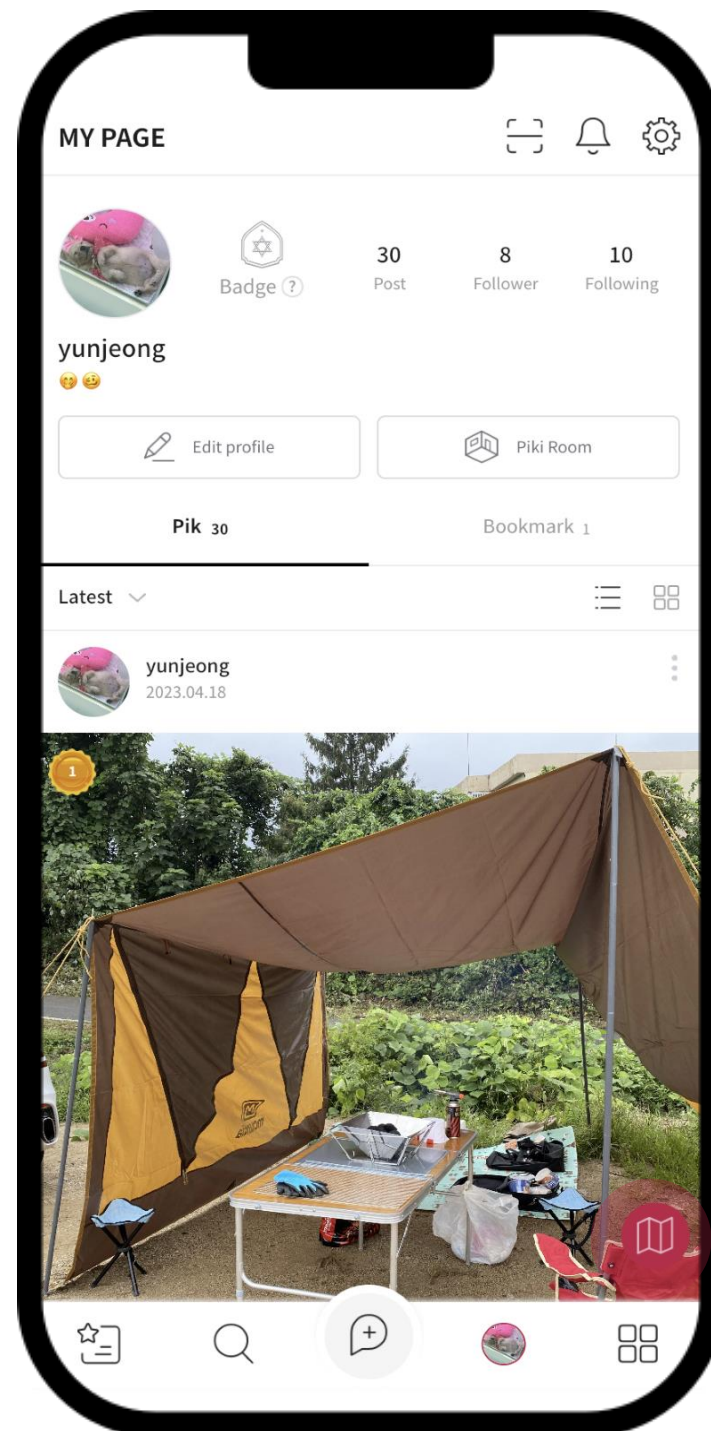 MY PAGE
Badge ?
30
Post
8
Follower
10
Following
yunjeong
Edit profile
Piki Room
Pik 30
Bookmark 1
Latest
yunjeong
2023.04.18
1